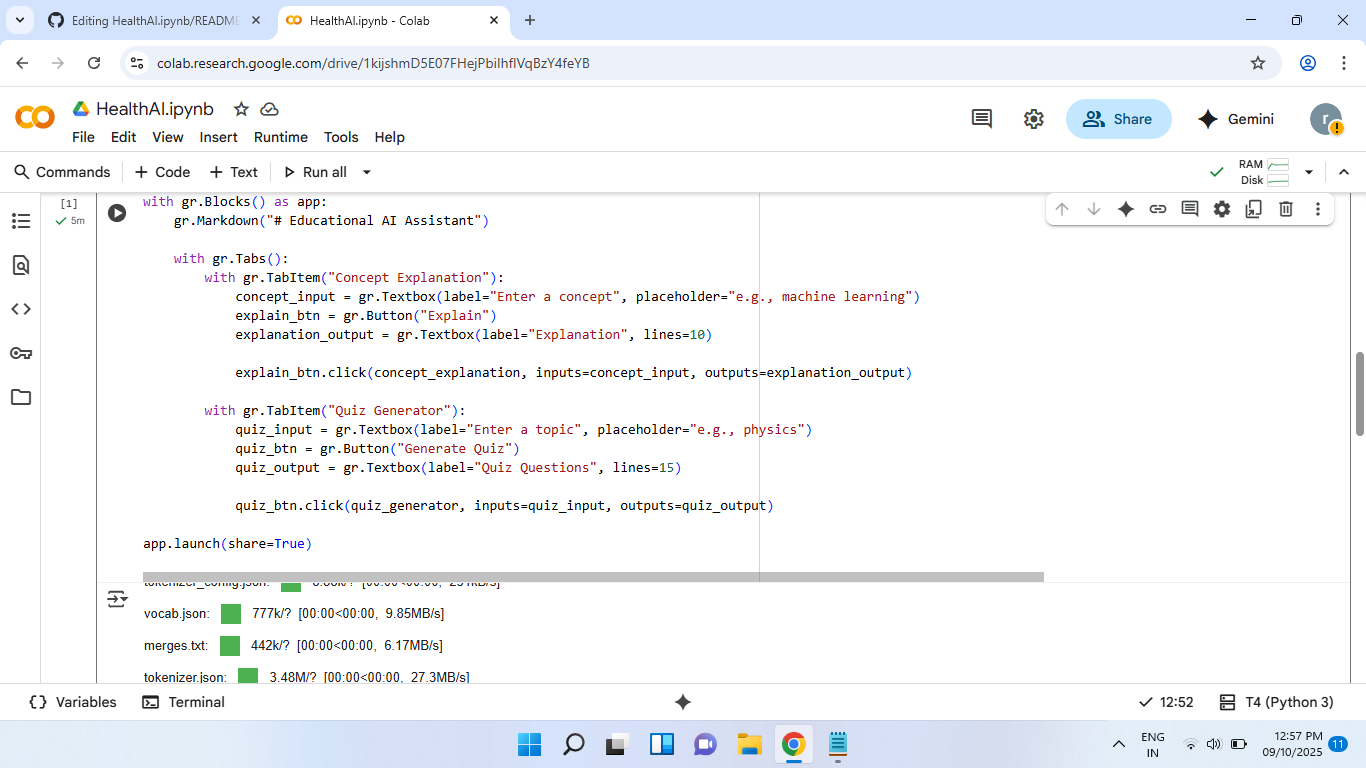 Editing HealthAI.ipynb/README
HealthAI.ipynb - Colab
colab.research.google.com/drive/1kijshmD5E07FHejPbiIhfIVqBzY4feYB
HealthAI.ipynb
File Edit View Insert Runtime Tools Help
Share
Gemini
r
Commands + Code + Text Run all
RAM
Disk
[1]
5m
with gr.Blocks() as app:
gr.Markdown("# Educational AI Assistant")
with gr.Tabs():
with gr.TabItem("Concept Explanation"):
concept_input = gr.Textbox(label="Enter a concept", placeholder="e.g., machine learning")
explain_btn = gr.Button("Explain")
explanation_output = gr.Textbox(label="Explanation", lines=10)
explain_btn.click(concept_explanation, inputs=concept_input, outputs=explanation_output)
with gr.TabItem("Quiz Generator"):
quiz_input = gr.Textbox(label="Enter a topic", placeholder="e.g., physics")
quiz_btn = gr.Button("Generate Quiz")
quiz_output = gr.Textbox(label="Quiz Questions", lines=15)
quiz_btn.click(quiz_generator, inputs=quiz_input, outputs=quiz_output)
app.launch(share=True)
vocab.json: 777k/? [00:00<00:00, 9.85MB/s]
merges.txt: 442k/? [00:00<00:00, 6.17MB/s]
tokenizer.json: 3.48M/? [00:00<00:00, 27.3MB/s]
Variables Terminal
12:52 T4 (Python 3)
ENG
IN
12:57 PM
09/10/2025
11